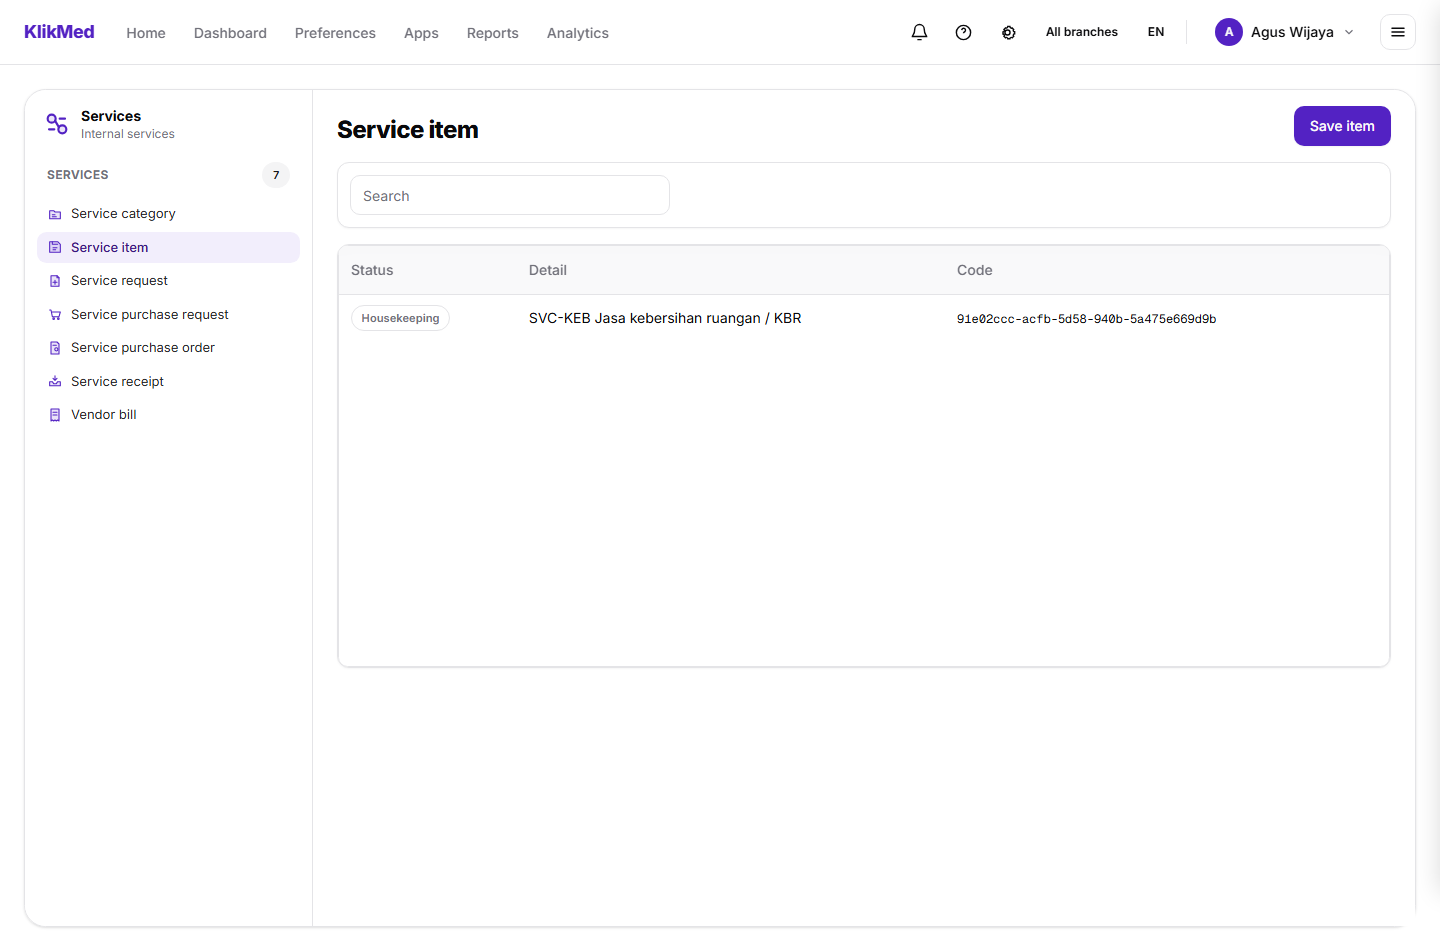 KlikMed
Home
Dashboard
Preferences
Apps
Reports
Analytics
All branches
EN
A
Agus Wijaya
Services
Internal services
SERVICES
7
Service category
Service item
Service request
Service purchase request
Service purchase order
Service receipt
Vendor bill
Service item
Save item
Search
Status
Detail
Code
Housekeeping
SVC-KEB Jasa kebersihan ruangan / KBR
91e02ccc-acfb-5d58-940b-5a475e669d9b